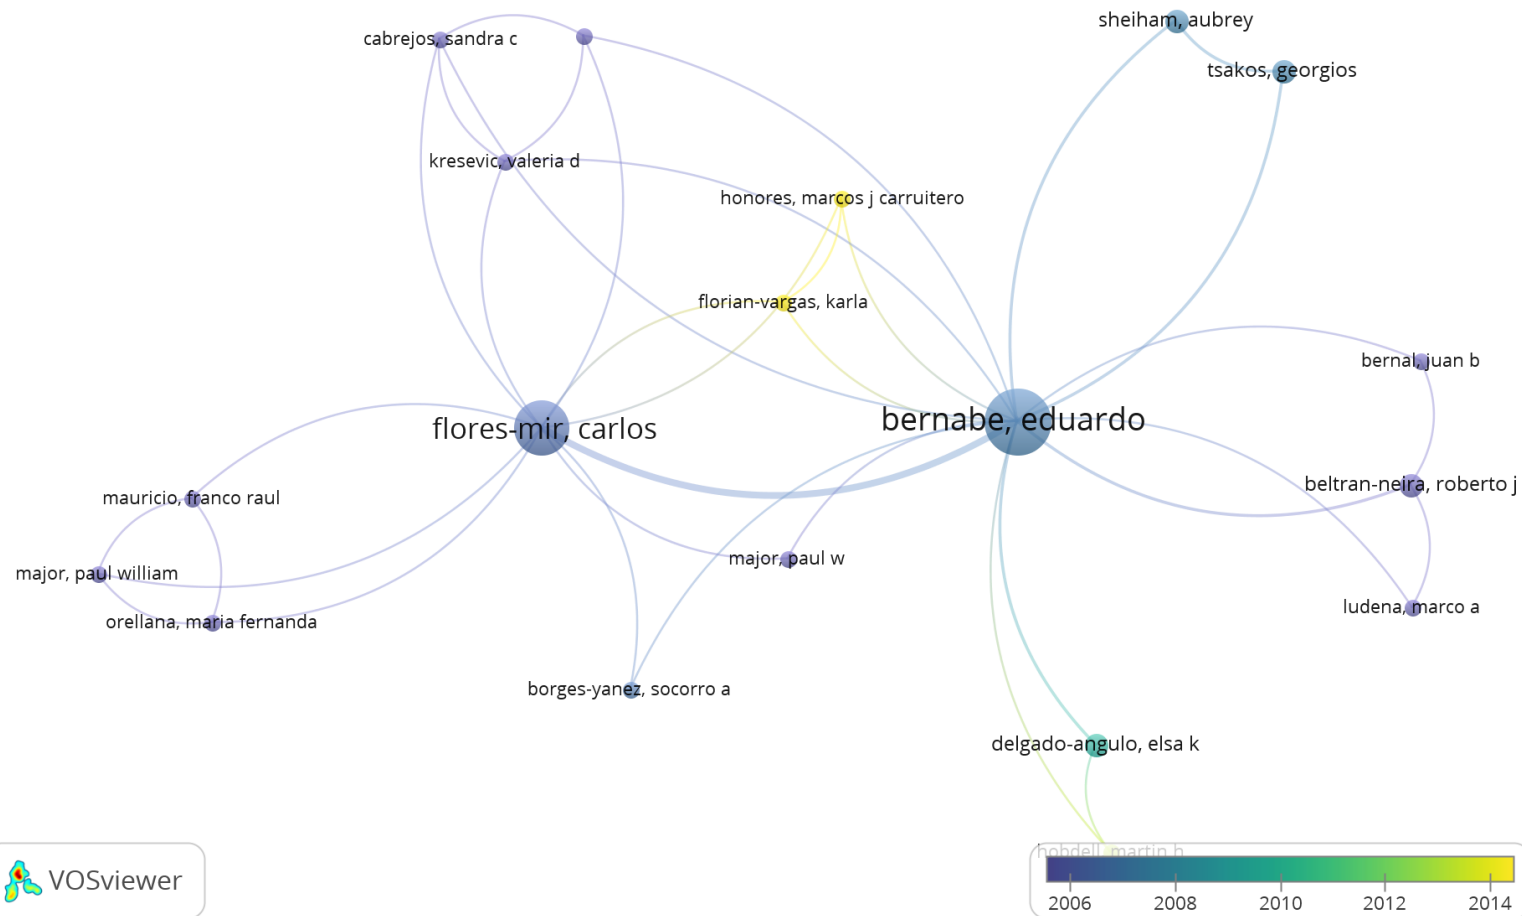 sheiham, aubrey
cabrejos, sandra c
tsakos, georgios
kresevic, valeria d
honores, marcos j carruitero
florian-vargas, karla
bernal, juan b
bernabe, eduardo
flores-mir, carlos
beltran-neira, roberto j
mauricio, franco raul
major, paul w
major, paul william
ludena, marco a
orellana, maria fernanda
borges-yanez, socorro a
delgado-angulo, elsa k
hobdell, martin h
VOSviewer
2006 2008 2010 2012 2014